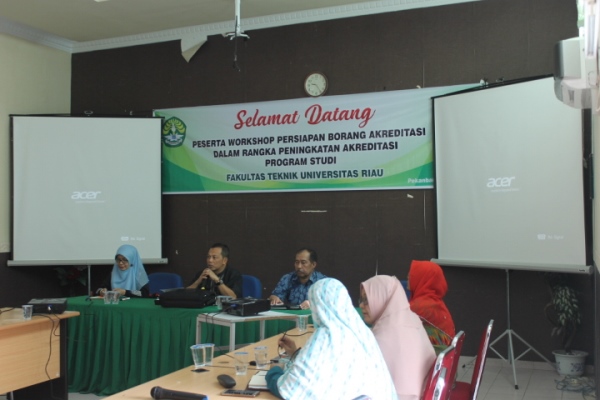 Selamat Datang
PESERTA WORKSHOP PERSIAPAN BORANG AKREDITASI
DALAM RANGKA PENINGKATAN AKREDITASI
PROGRAM STUDI
FAKULTAS TEKNIK UNIVERSITAS RIAU
acer
acer